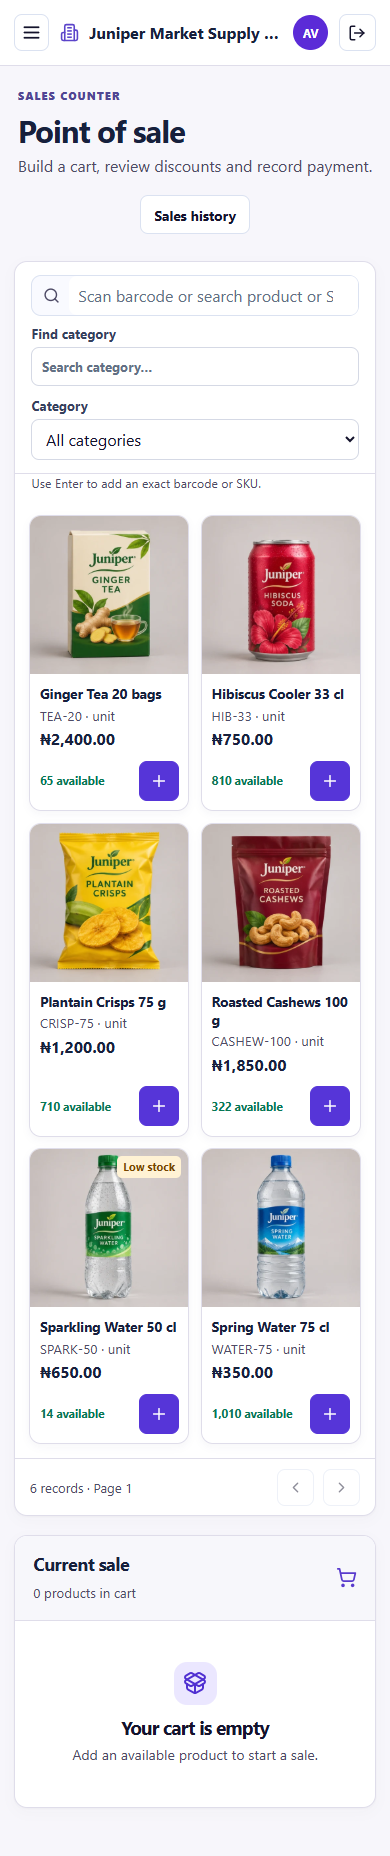 Juniper Market Supply ...
AV
SALES COUNTER
Point of sale
Build a cart, review discounts and record payment.
Sales history
Scan barcode or search product or S
Find category
Search category...
Category
All categories
Use Enter to add an exact barcode or SKU.
Juniper
GINGER
TEA
Ginger Tea 20 bags
TEA-20 · unit
₦2,400.00
65 available
Juniper
HIBISCUS
SODA
Hibiscus Cooler 33 cl
HIB-33 · unit
₦750.00
810 available
Juniper
PLANTAIN
CRISPS
Plantain Crisps 75 g
CRISP-75 · unit
₦1,200.00
710 available
Juniper
ROASTED
CASHEWS
Roasted Cashews 100
g
CASHEW-100 · unit
₦1,850.00
322 available
Low stock
Juniper
SPARKLING
WATER
Sparkling Water 50 cl
SPARK-50 · unit
₦650.00
14 available
Juniper
SPRING
WATER
Spring Water 75 cl
WATER-75 · unit
₦350.00
1,010 available
6 records · Page 1
Current sale
0 products in cart
Your cart is empty
Add an available product to start a sale.